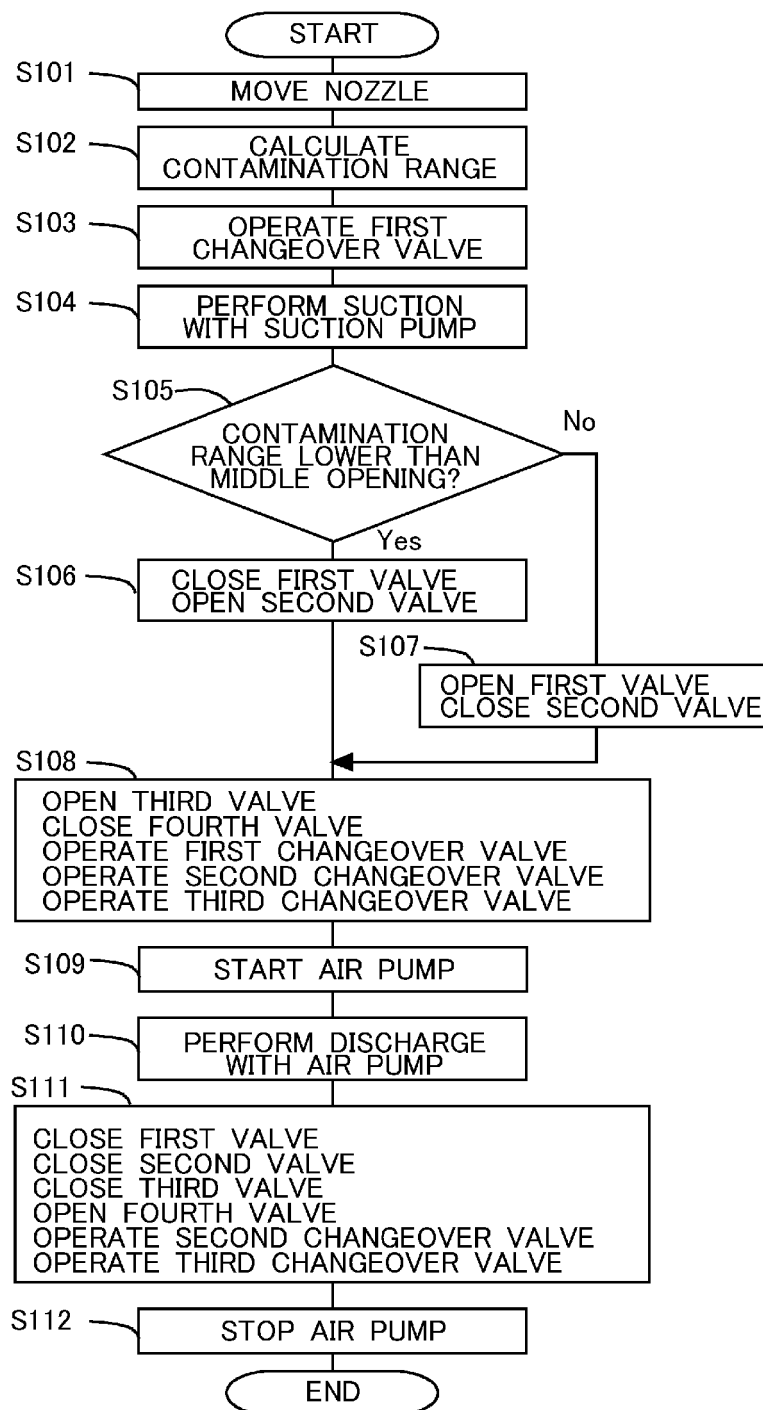 START
S101
MOVE NOZZLE
S102
CALCULATE
CONTAMINATION RANGE
S103
OPERATE FIRST
CHANGEOVER VALVE
S104
PERFORM SUCTION
WITH SUCTION PUMP
S105
CONTAMINATION
RANGE LOWER THAN
MIDDLE OPENING?
No
Yes
S106
CLOSE FIRST VALVE
OPEN SECOND VALVE
S107
OPEN FIRST VALVE
CLOSE SECOND VALVE
S108
OPEN THIRD VALVE
CLOSE FOURTH VALVE
OPERATE FIRST CHANGEOVER VALVE
OPERATE SECOND CHANGEOVER VALVE
OPERATE THIRD CHANGEOVER VALVE
S109
START AIR PUMP
S110
PERFORM DISCHARGE
WITH AIR PUMP
S111
CLOSE FIRST VALVE
CLOSE SECOND VALVE
CLOSE THIRD VALVE
OPEN FOURTH VALVE
OPERATE SECOND CHANGEOVER VALVE
OPERATE THIRD CHANGEOVER VALVE
S112
STOP AIR PUMP
END